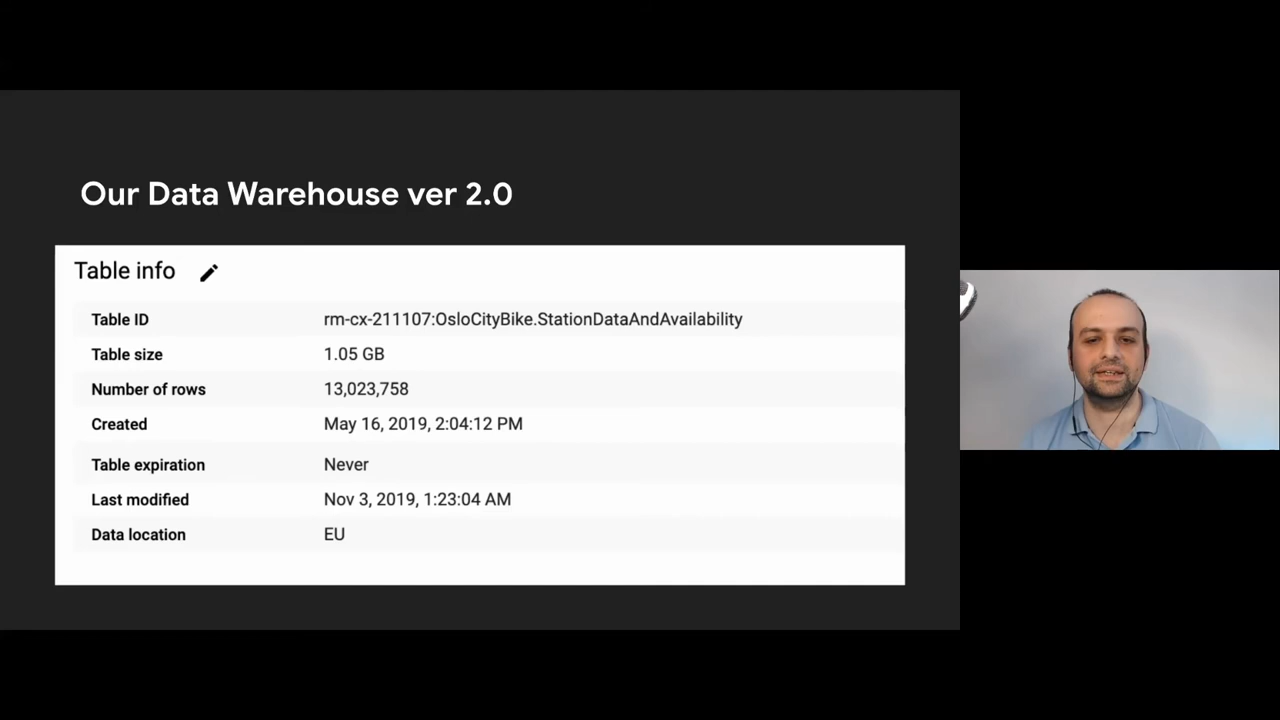 Our Data Warehouse ver 2.0
Table info
Table ID rm-cx-211107:OsloCityBike.StationDataAndAvailability
Table size 1.05 GB
Number of rows 13,023,758
Created May 16, 2019, 2:04:12 PM
Table expiration Never
Last modified Nov 3, 2019, 1:23:04 AM
Data location EU